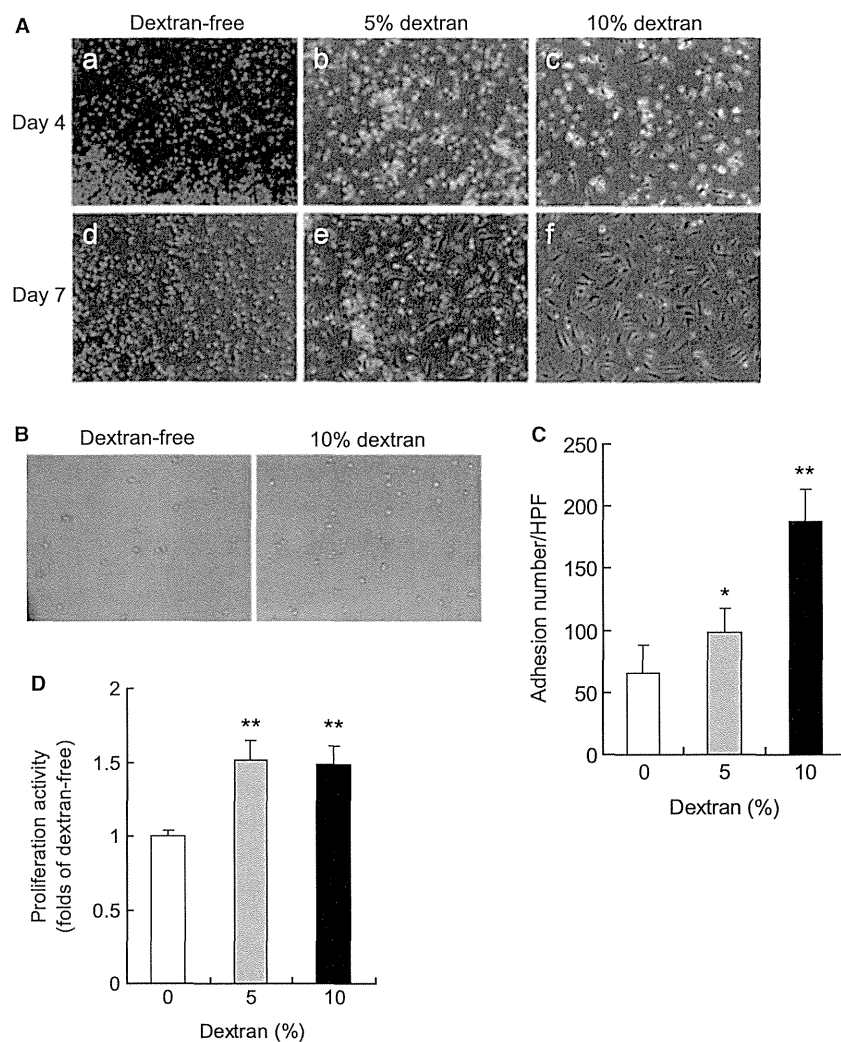 A
Dextran-free 5% dextran 10% dextran
Day 4
a b c
Day 7
d e f
B
Dextran-free 10% dextran
C
Adhesion number/HPF
250
200
150
100
50
0
*
**
0 5 10
Dextran (%)
D
Proliferation activity
(folds of dextran-free)
2
1.5
1
0.5
0
** **
0 5 10
Dextran (%)